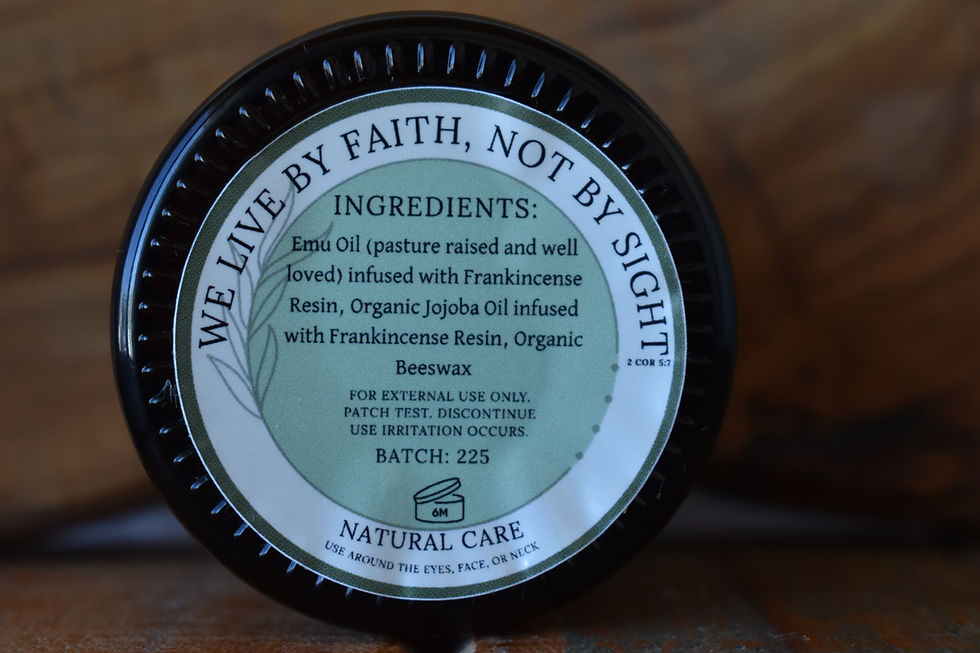 WE LIVE BY FAITH, NOT BY SIGHT
2 COR 5:7
INGREDIENTS:
Emu Oil (pasture raised and well
loved) infused with Frankincense
Resin, Organic Jojoba Oil infused
with Frankincense Resin, Organic
Beeswax
FOR EXTERNAL USE ONLY.
PATCH TEST. DISCONTINUE
USE IRRITATION OCCURS.
BATCH: 225
6M
NATURAL CARE
USE AROUND THE EYES, FACE, OR NECK